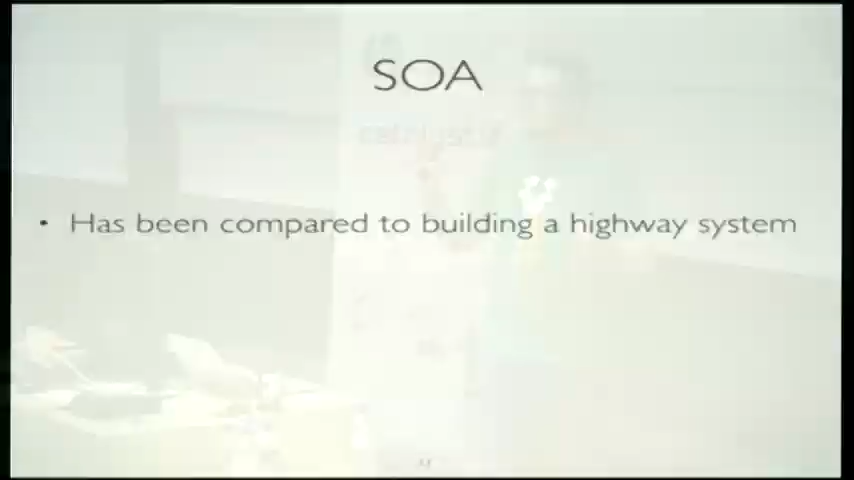 SOA
• Has been compared to building a highway system